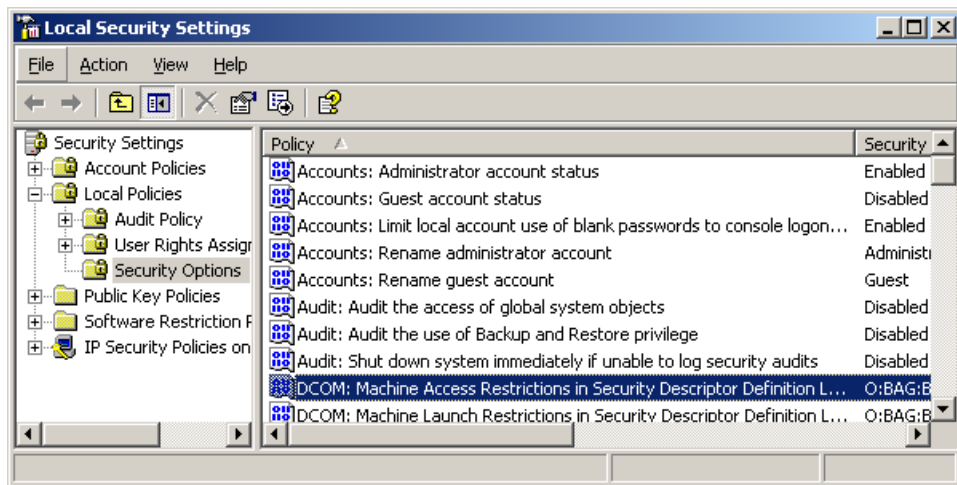 Local Security Settings
File Action View Help
Security Settings
Account Policies
Local Policies
Audit Policy
User Rights Assigr
Security Options
Public Key Policies
Software Restriction F
IP Security Policies on
Policy Security
Accounts: Administrator account status Enabled
Accounts: Guest account status Disabled
Accounts: Limit local account use of blank passwords to console logon... Enabled
Accounts: Rename administrator account Administr
Accounts: Rename guest account Guest
Audit: Audit the access of global system objects Disabled
Audit: Audit the use of Backup and Restore privilege Disabled
Audit: Shut down system immediately if unable to log security audits Disabled
DCOM: Machine Access Restrictions in Security Descriptor Definition L... O:BAG:B
DCOM: Machine Launch Restrictions in Security Descriptor Definition L... O:BAG:B